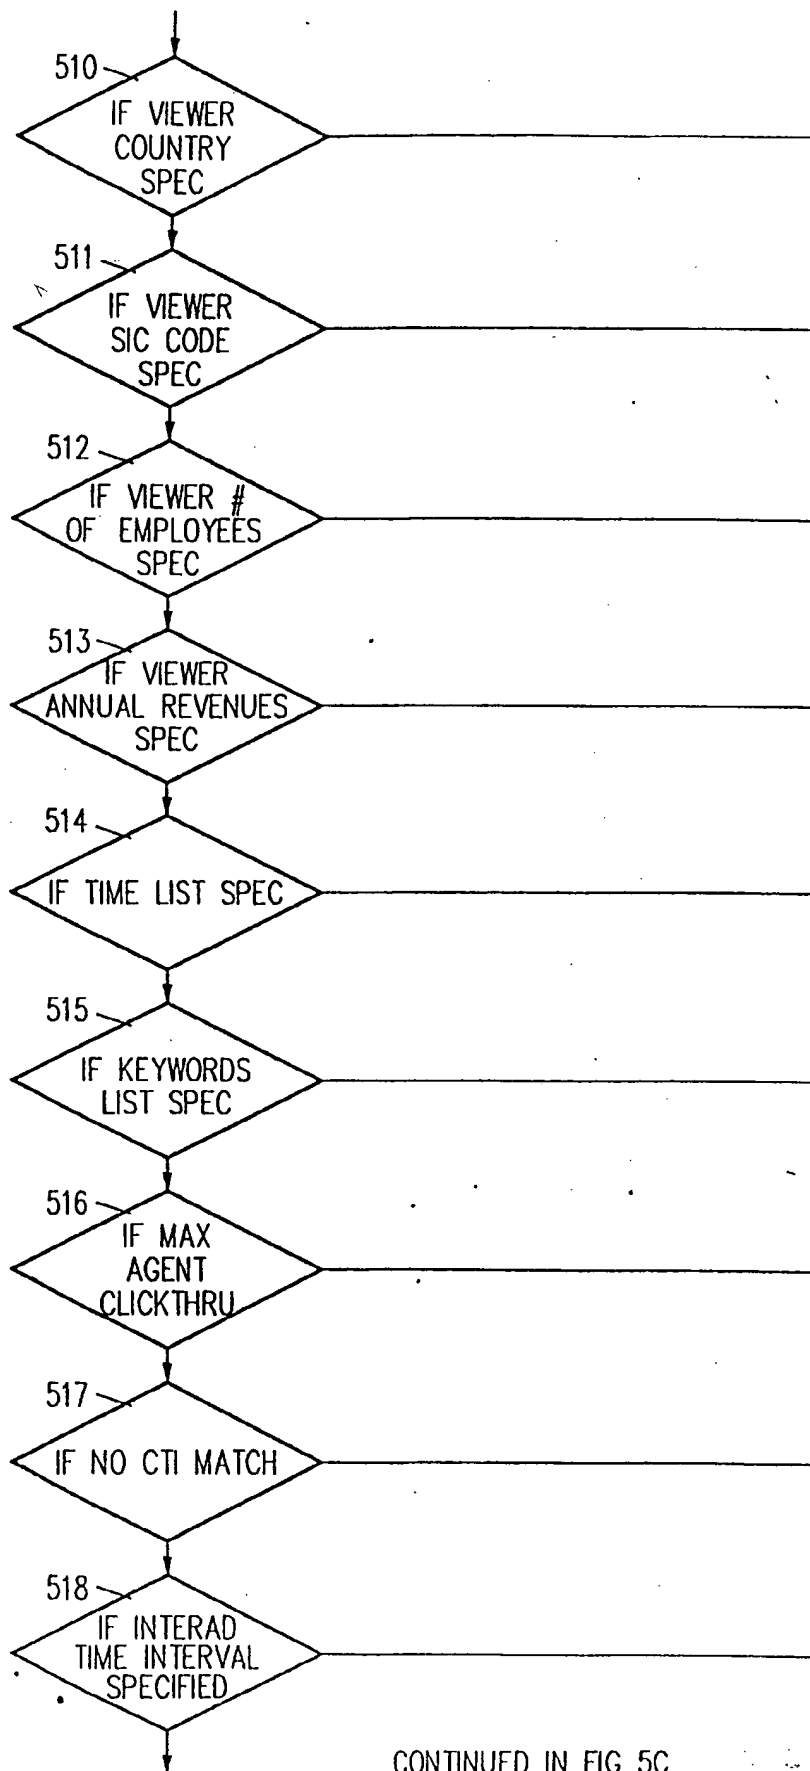 510
IF VIEWER
COUNTRY
SPEC
511
IF VIEWER
SIC CODE
SPEC
512
IF VIEWER #
OF EMPLOYEES
SPEC
513
IF VIEWER
ANNUAL REVENUES
SPEC
514
IF TIME LIST SPEC
515
IF KEYWORDS
LIST SPEC
516
IF MAX
AGENT
CLICKTHRU
517
IF NO CTI MATCH
518
IF INTERAD
TIME INTERVAL
SPECIFIED
CONTINUED IN FIG 5C